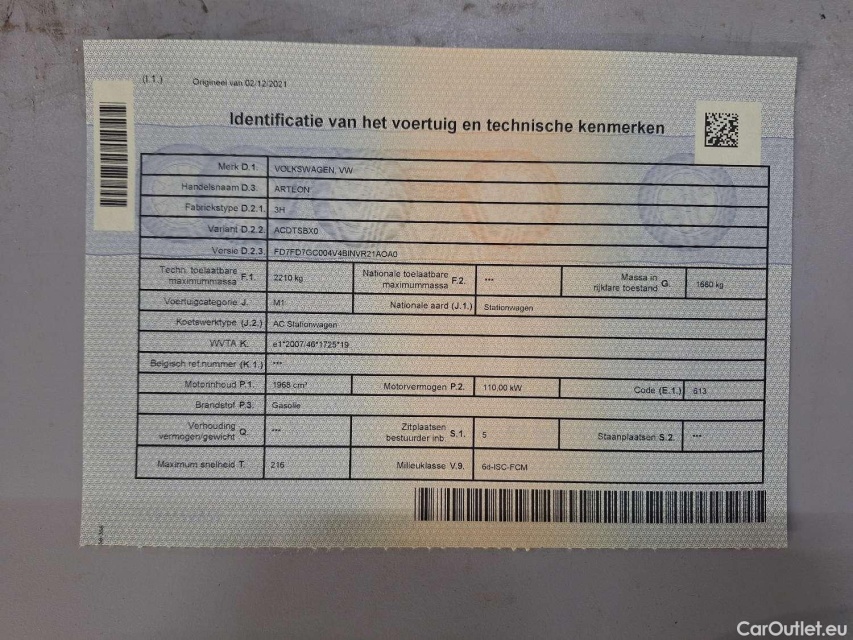 (I.1.) Origineel van 02/12/2021
Identificatie van het voertuig en technische kenmerken
Merk D.1. VOLKSWAGEN, VW
Handelsnaam D.3. ARTEON
Fabriekstype D.2.1. 3H
Variant D.2.2. ACDTSBX0
Versie D.2.3. FD7FD7GC004V4BINVR21AOA0
Techn. toelaatbare maximummassa F.1. 2210 kg Nationale toelaatbare maximummassa F.2. --- Massa in rijklare toestand G. 1660 kg
Voertuigcategorie J. M1 Nationale aard (J.1.) Stationwagen
Koetswerktype (J.2.) AC Stationwagen
WVTA K. e1*2007/46*1725*19
Belgisch ref.nummer (K.1.) ---
Motorinhoud P.1. 1968 cm³ Motorvermogen P.2. 110,00 kW Code (E.1.) 613
Brandstof P.3. Gasolie
Verhouding vermogen/gewicht Q. --- Zitplaatsen bestuurder inb. S.1. 5 Staanplaatsen S.2. ---
Maximum snelheid T. 216 Milieuklasse V.9. 6d-ISC-FCM
CarOutlet.eu